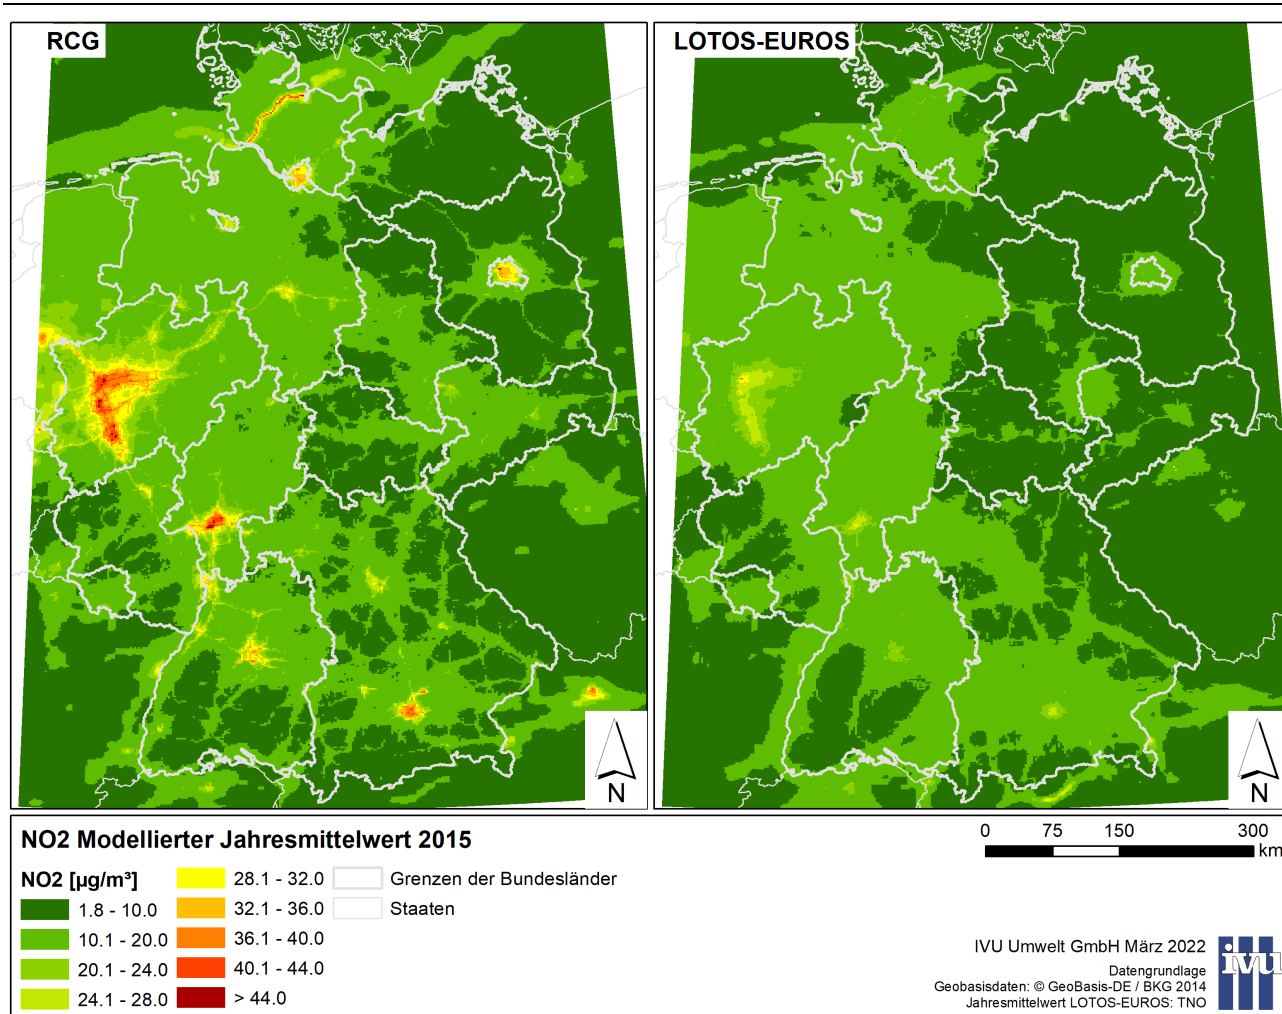 RCG
LOTOS-EUROS
N
N
NO2 Modellierter Jahresmittelwert 2015
NO2 [µg/m³]
1.8 - 10.0
10.1 - 20.0
20.1 - 24.0
24.1 - 28.0
28.1 - 32.0
32.1 - 36.0
36.1 - 40.0
40.1 - 44.0
> 44.0
Grenzen der Bundesländer
Staaten
0 75 150 300
km
IVU Umwelt GmbH März 2022
Datengrundlage
Geobasisdaten: © GeoBasis-DE / BKG 2014
Jahresmittelwert LOTOS-EUROS: TNO
ivu